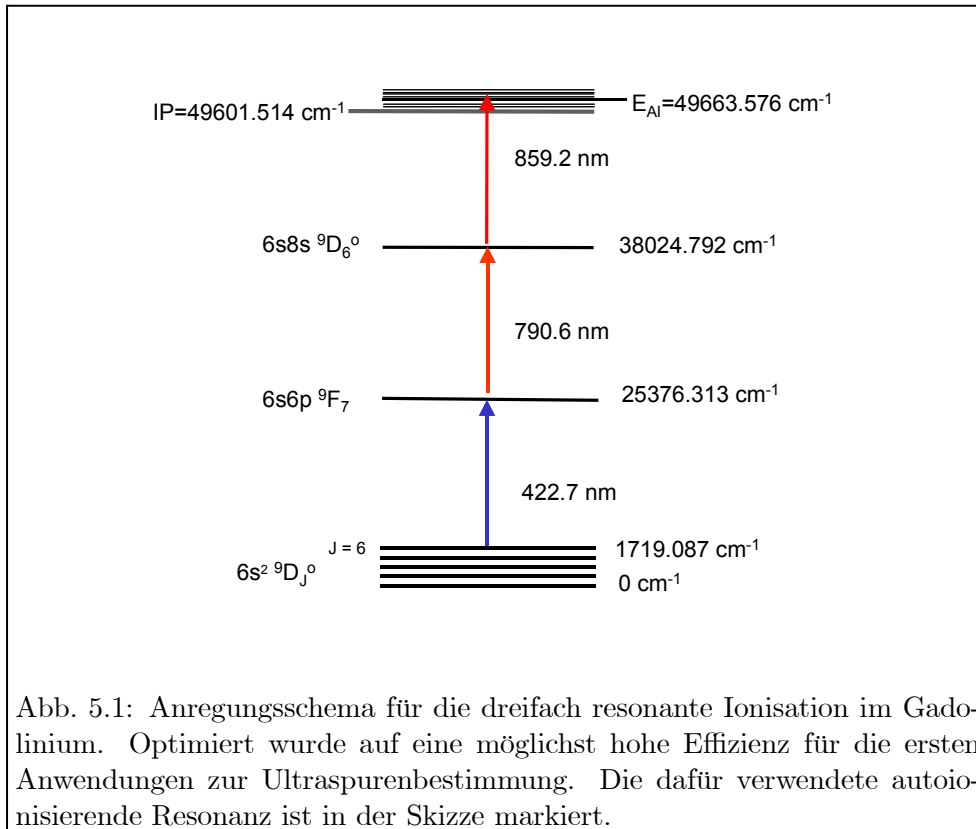 IP=49601.514 cm⁻¹
E_AI=49663.576 cm⁻¹
859.2 nm
6s8s ⁹D₆ᵒ
38024.792 cm⁻¹
790.6 nm
6s6p ⁹F₇
25376.313 cm⁻¹
422.7 nm
J = 6
1719.087 cm⁻¹
6s² ⁹D_Jᵒ
0 cm⁻¹
Abb. 5.1: Anregungsschema für die dreifach resonante Ionisation im Gado-
linium. Optimiert wurde auf eine möglichst hohe Effizienz für die ersten
Anwendungen zur Ultraspurenbestimmung. Die dafür verwendete autoio-
nisierende Resonanz ist in der Skizze markiert.